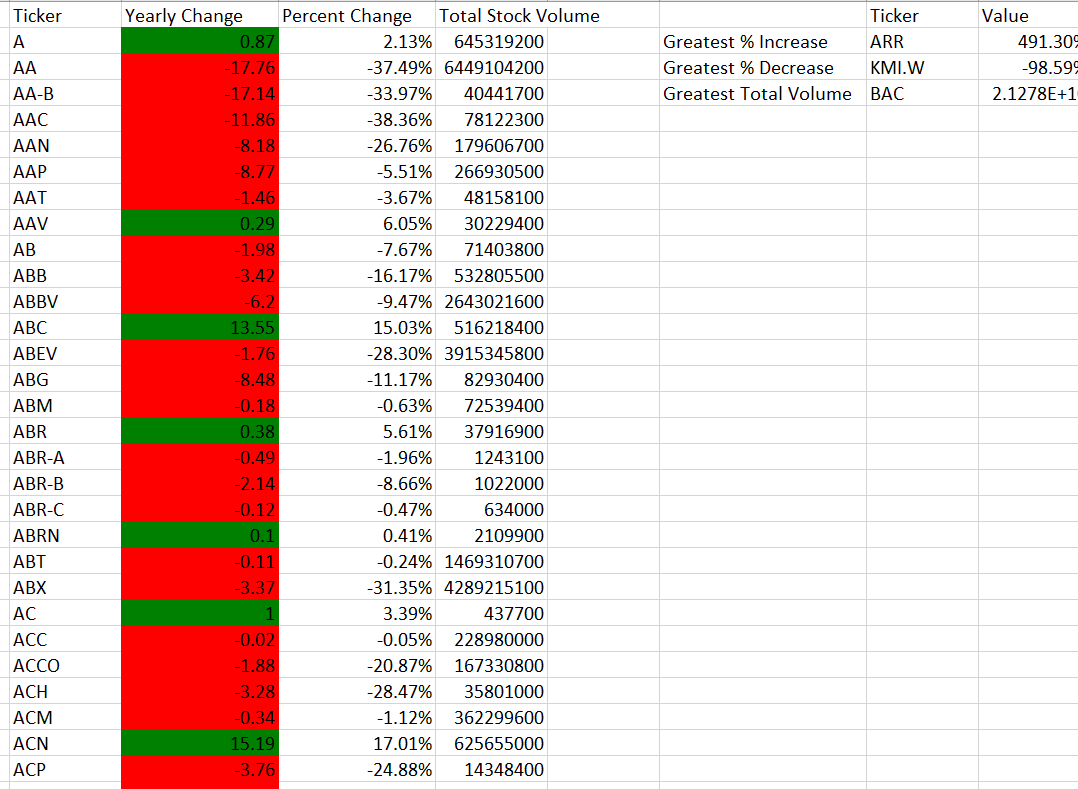 Ticker Yearly Change Percent Change Total Stock Volume Ticker Value
A 0.87 2.13% 645319200 Greatest % Increase ARR 491.30%
AA -17.76 -37.49% 6449104200 Greatest % Decrease KMI.W -98.59%
AA-B -17.14 -33.97% 40441700 Greatest Total Volume BAC 2.1278E+1
AAC -11.86 -38.36% 78122300
AAN -8.18 -26.76% 179606700
AAP -8.77 -5.51% 266930500
AAT -1.46 -3.67% 48158100
AAV 0.29 6.05% 30229400
AB -1.98 -7.67% 71403800
ABB -3.42 -16.17% 532805500
ABBV -6.2 -9.47% 2643021600
ABC 13.55 15.03% 516218400
ABEV -1.76 -28.30% 3915345800
ABG -8.48 -11.17% 82930400
ABM -0.18 -0.63% 72539400
ABR 0.38 5.61% 37916900
ABR-A -0.49 -1.96% 1243100
ABR-B -2.14 -8.66% 1022000
ABR-C -0.12 -0.47% 634000
ABRN 0.1 0.41% 2109900
ABT -0.11 -0.24% 1469310700
ABX -3.37 -31.35% 4289215100
AC 1 3.39% 437700
ACC -0.02 -0.05% 228980000
ACCO -1.88 -20.87% 167330800
ACH -3.28 -28.47% 35801000
ACM -0.34 -1.12% 362299600
ACN 15.19 17.01% 625655000
ACP -3.76 -24.88% 14348400